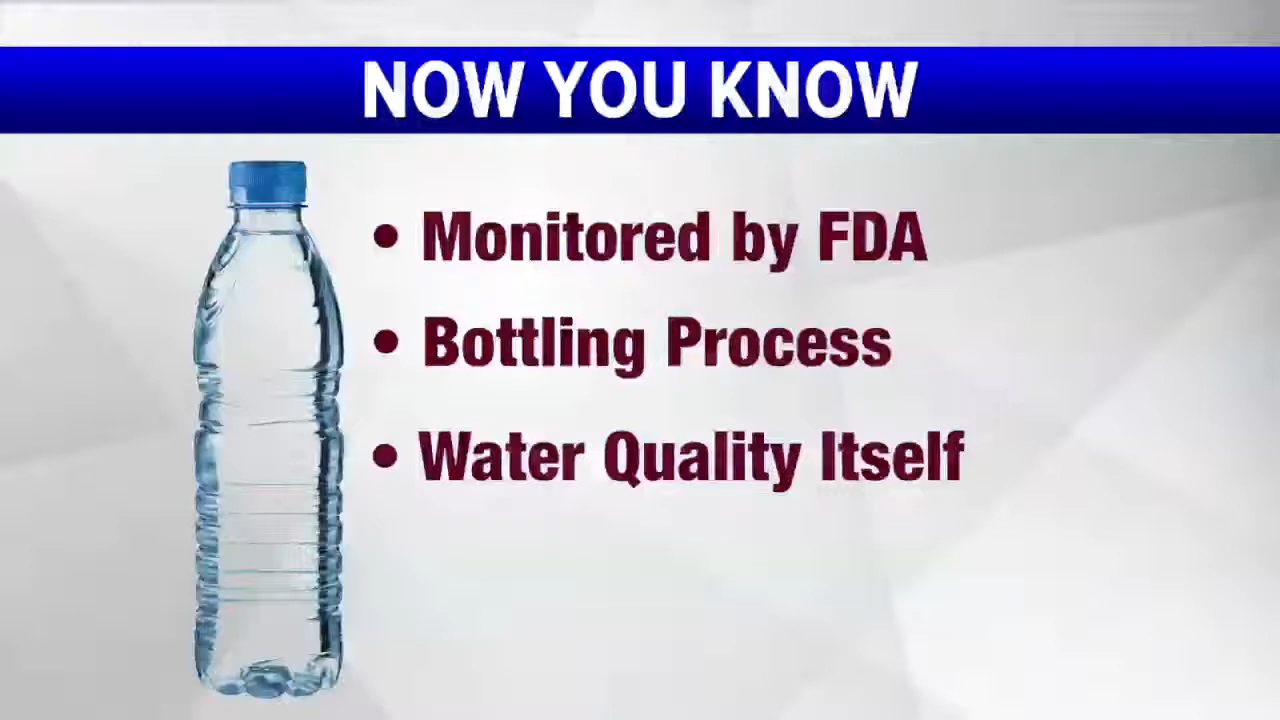 NOW YOU KNOW
• Monitored by FDA
• Bottling Process
• Water Quality Itself